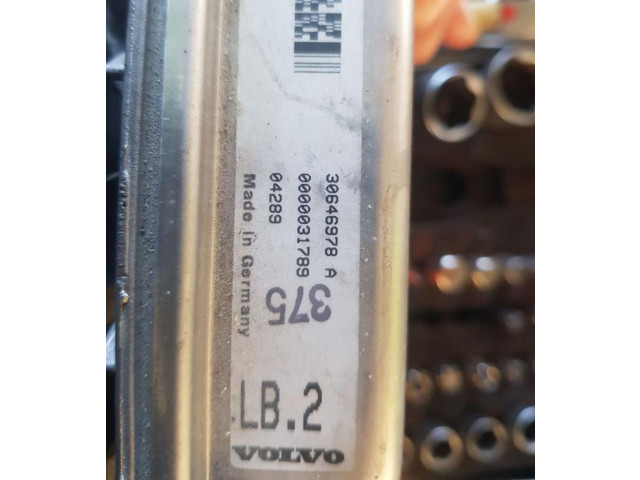 30646978 A
0000031789
04289
Made in Germany
375
LB.2
VOLVO